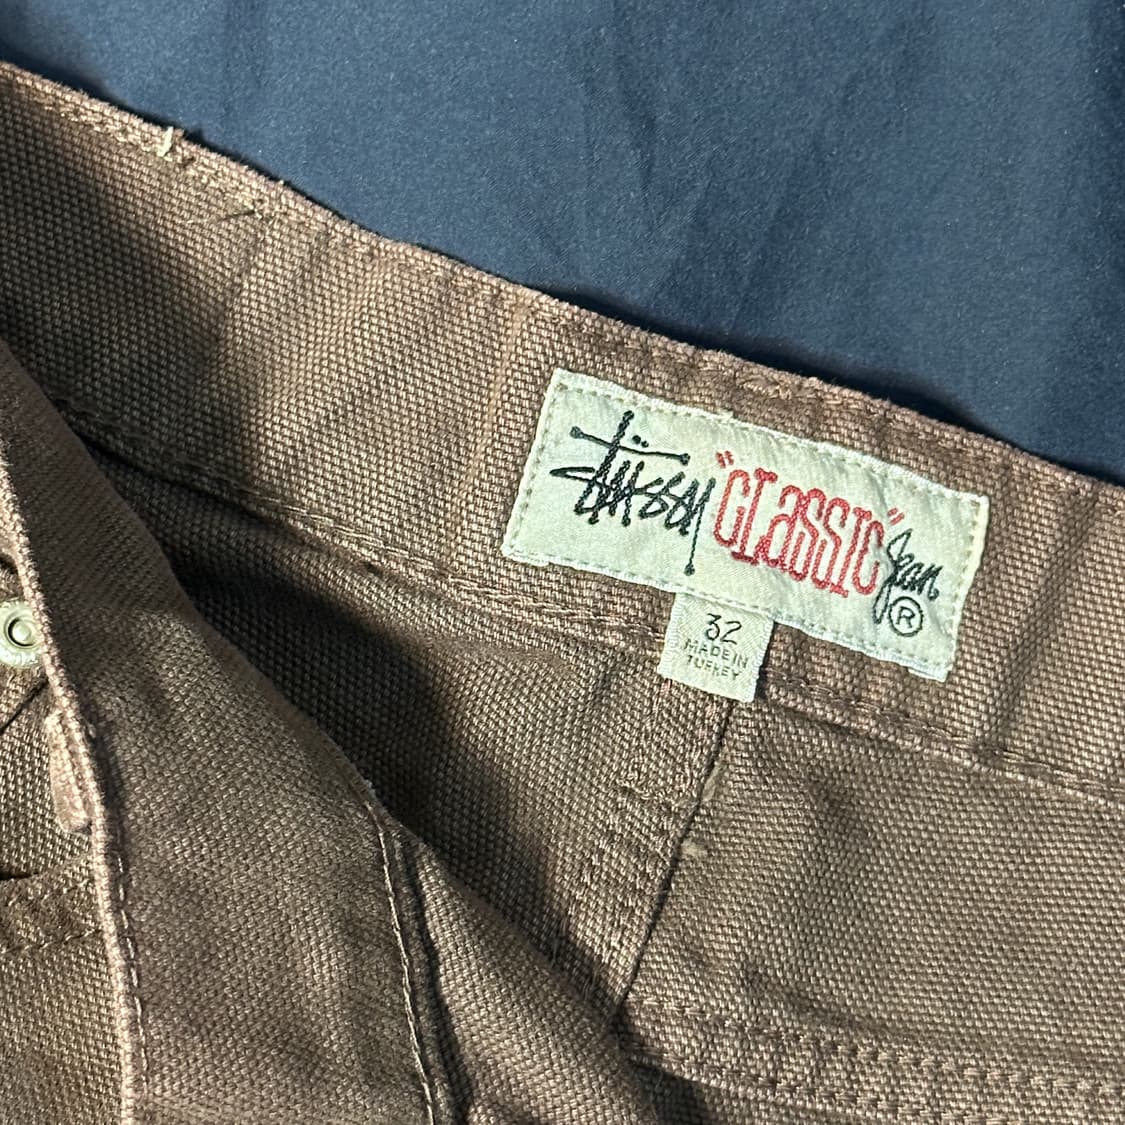 Stüssy "CLASSIC" Jean ®
32
MADE IN
TURKEY